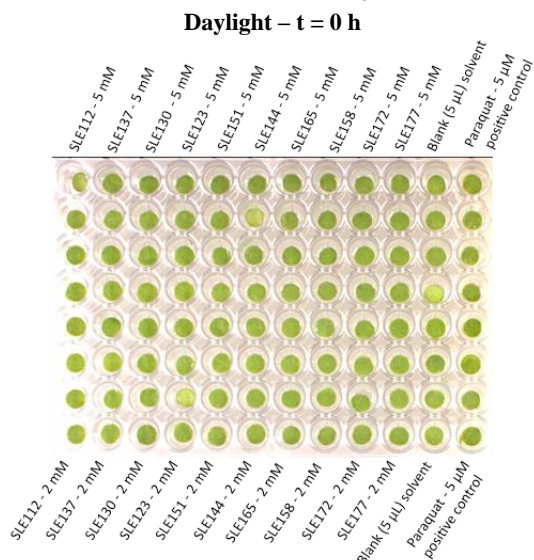 Daylight – t = 0 h
SLE112 - 5 mM
SLE137 - 5 mM
SLE130 - 5 mM
SLE123 - 5 mM
SLE151 - 5 mM
SLE144 - 5 mM
SLE165 - 5 mM
SLE158 - 5 mM
SLE172 - 5 mM
SLE177 - 5 mM
Blank (5 µL) solvent
Paraquat - 5 µM
positive control
SLE112 - 2 mM
SLE137 - 2 mM
SLE130 - 2 mM
SLE123 - 2 mM
SLE151 - 2 mM
SLE144 - 2 mM
SLE165 - 2 mM
SLE158 - 2 mM
SLE172 - 2 mM
SLE177 - 2 mM
Blank (5 µL) solvent
Paraquat - 5 µM
positive control